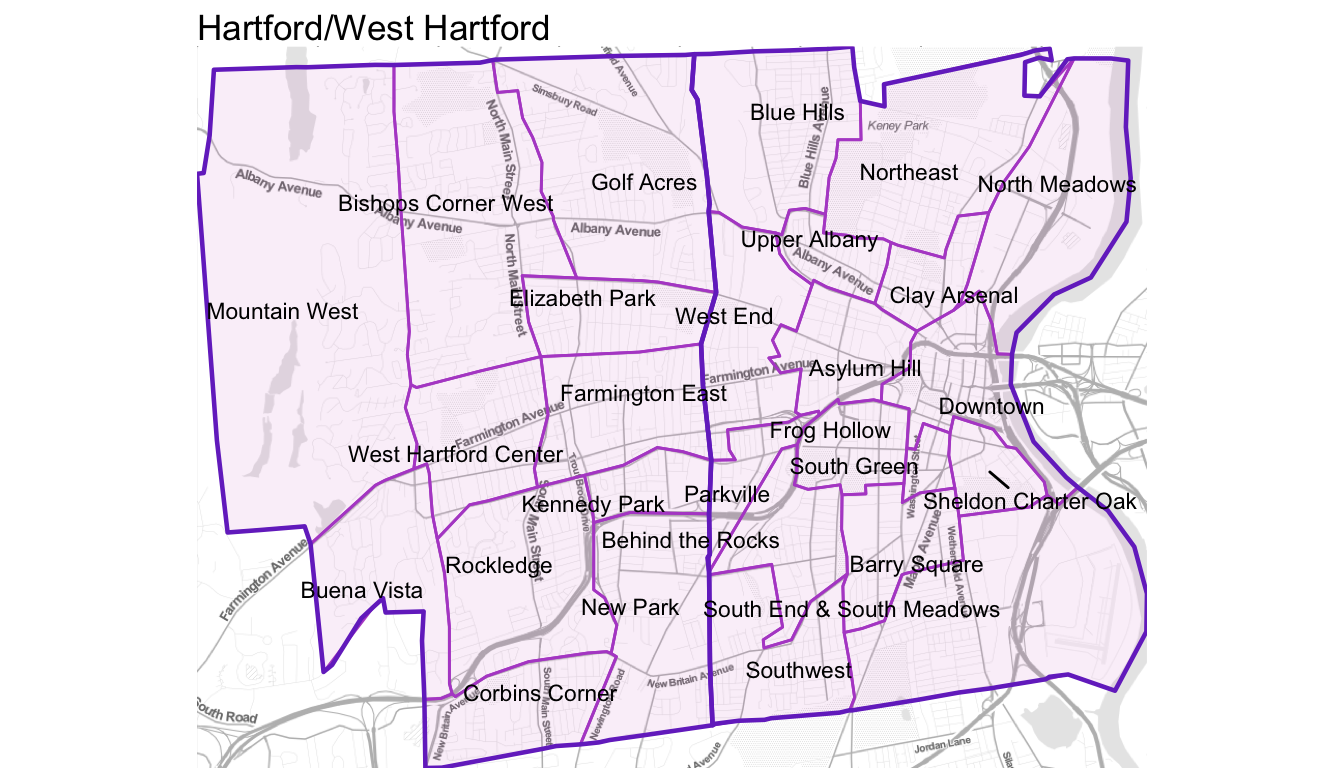 Hartford/West Hartford
Simsbury Road
Blue Hills
Blue Hills Avenue
Keney Park
North Main Street
Northeast
Albany Avenue
Golf Acres
North Meadows
Bishops Corner West
Albany Avenue
Albany Avenue
Upper Albany
Albany Avenue
North Main Street
Elizabeth Park
Clay Arsenal
Mountain West
West End
Asylum Hill
Farmington Avenue
Farmington East
Downtown
Farmington Avenue
Frog Hollow
West Hartford Center
South Green
Washington Street
Trout Brook Drive
Parkville
Kennedy Park
Sheldon Charter Oak
South Main Street
Behind the Rocks
Farmington Avenue
Rockledge
Barry Square
Buena Vista
New Park
South End & South Meadows
New Britain Avenue
Southwest
Corbins Corner
South Road
South Main Street
Newington Road
New Britain Avenue
Jordan Lane